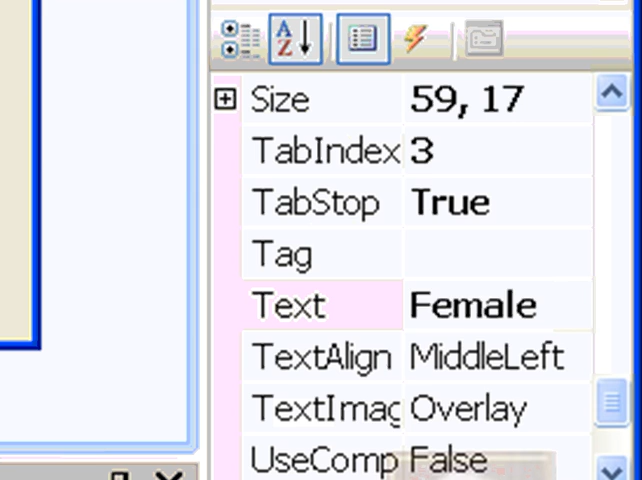 A
Z
Size 59, 17
TabIndex 3
TabStop True
Tag
Text Female
TextAlign MiddleLeft
TextImag Overlay
UseComp False